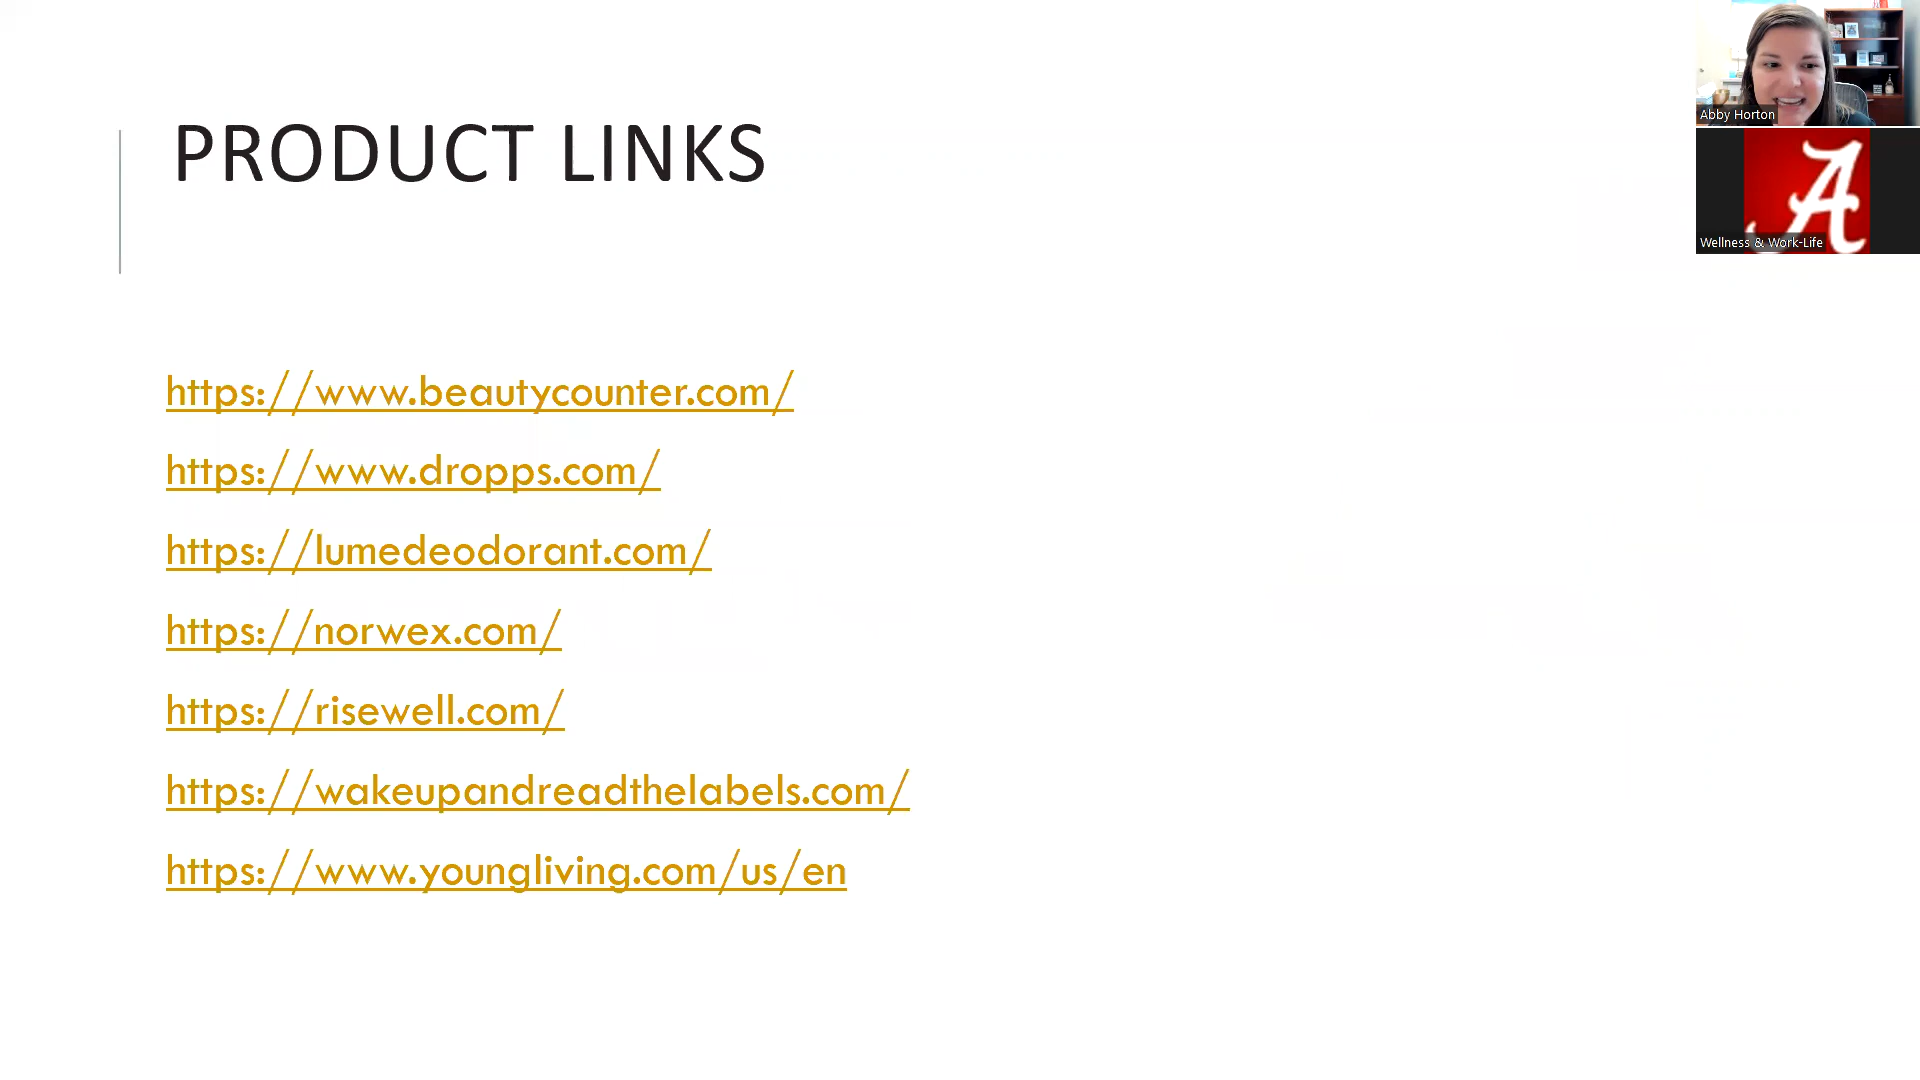 PRODUCT LINKS
https://www.beautycounter.com/
https://www.dropps.com/
https://lumedeodorant.com/
https://norwex.com/
https://risewell.com/
https://wakeupandreadthelabels.com/
https://www.youngliving.com/us/en
Abby Horton
A
Wellness & Work-Life